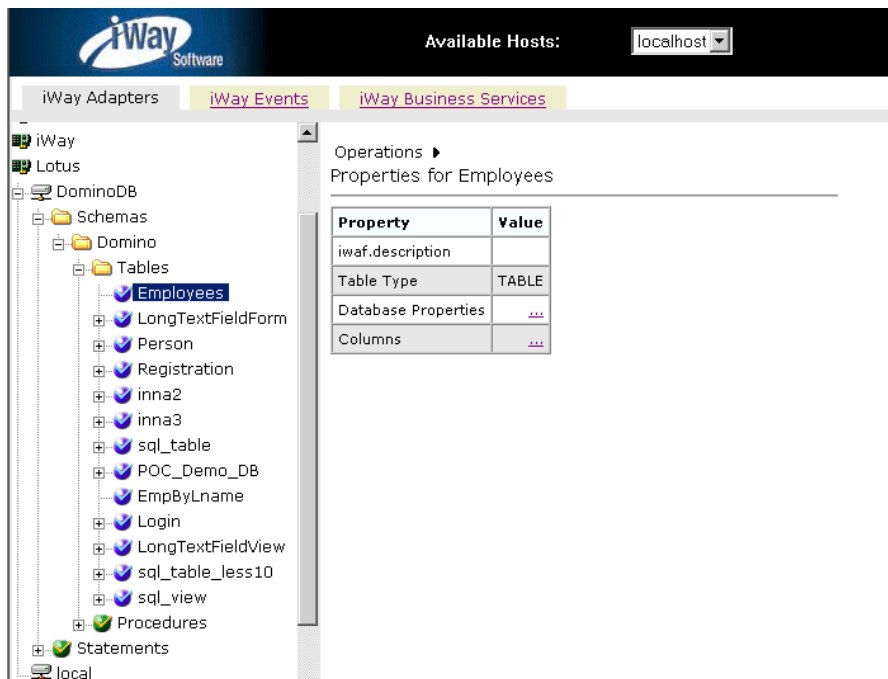 iWay
Software
Available Hosts:
localhost
iWay Adapters
iWay Events
iWay Business Services
iWay
Lotus
DominoDB
Schemas
Domino
Tables
Employees
LongTextFieldForm
Person
Registration
inna2
inna3
sql_table
POC_Demo_DB
EmpByLname
Login
LongTextFieldView
sql_table_less10
sql_view
Procedures
Statements
local
Operations
Properties for Employees
Property Value
iwaf.description
Table Type TABLE
Database Properties ...
Columns ...